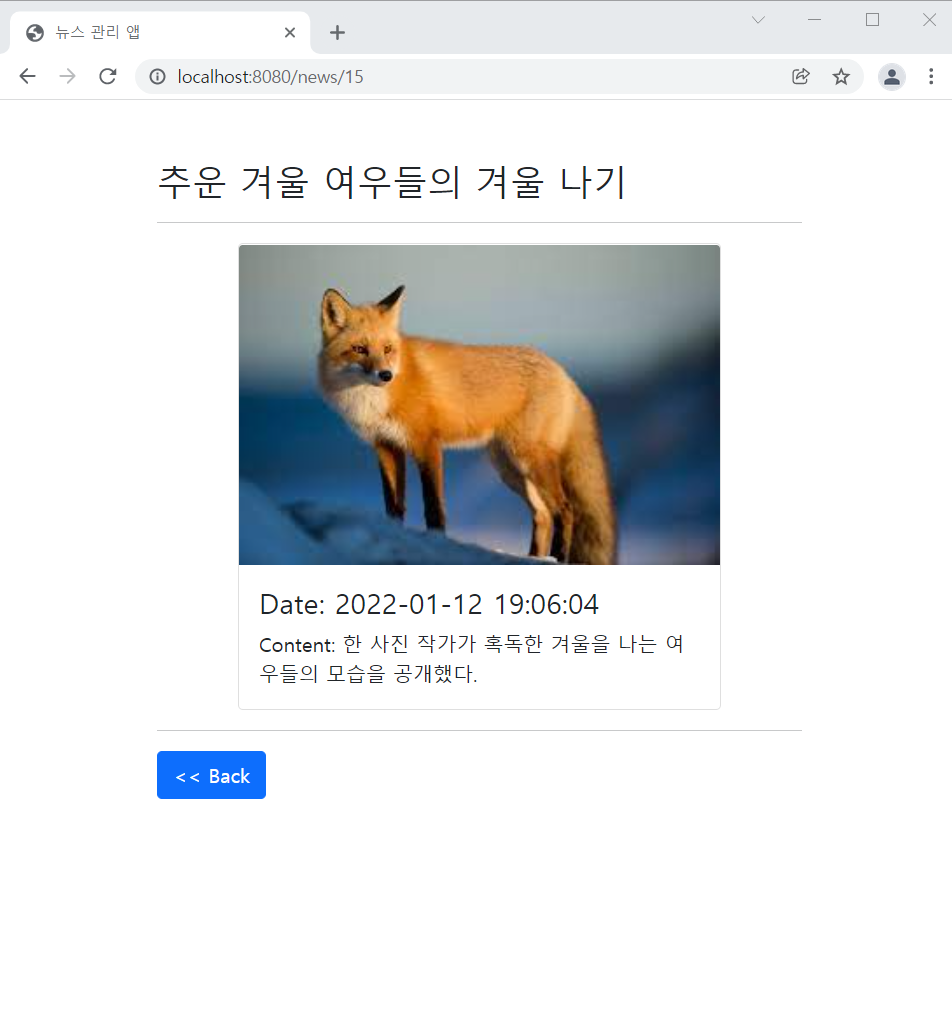 뉴스 관리 앱
localhost:8080/news/15
추운 겨울 여우들의 겨울 나기
Date: 2022-01-12 19:06:04
Content: 한 사진 작가가 혹독한 겨울을 나는 여
우들의 모습을 공개했다.
<< Back